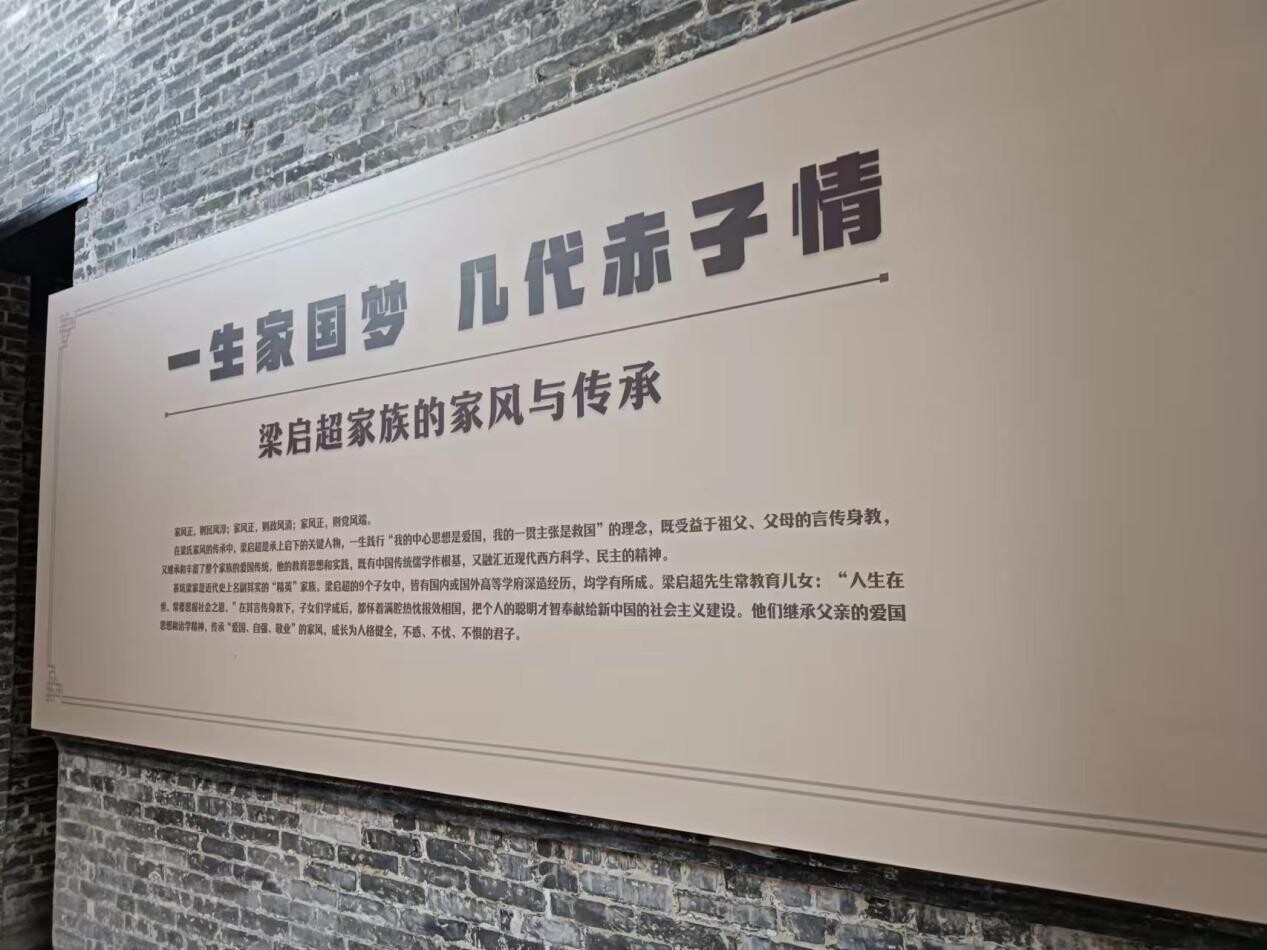 一生家国梦 几代赤子情
梁启超家族的家风与传承
家风正，则民风淳；家风正，则政风清；家风正，则党风端。
在梁氏家风的传承中，梁启超是承上启下的关键人物，一生践行“我的中心思想是爱国，我的一贯主张是救国”的理念，既受益于祖父、父母的言传身教，
又继承和丰富了整个家族的爱国传统。他的教育思想和实践，既有中国传统儒学作根基，又融汇近现代西方科学、民主的精神。
茶坑梁家是近代史上名副其实的“精英”家族。梁启超的9个子女中，皆有国内或国外高等学府深造经历，均学有所成。梁启超先生常教育儿女：“人生在
世，常要思报社会之恩。”在其言传身教下，子女们学成后，都怀着满腔热忱报效祖国，把个人的聪明才智奉献给新中国的社会主义建设。他们继承父亲的爱国
思想和治学精神，传承“爱国、自强、敬业”的家风，成长为人格健全，不惑、不忧、不惧的君子。